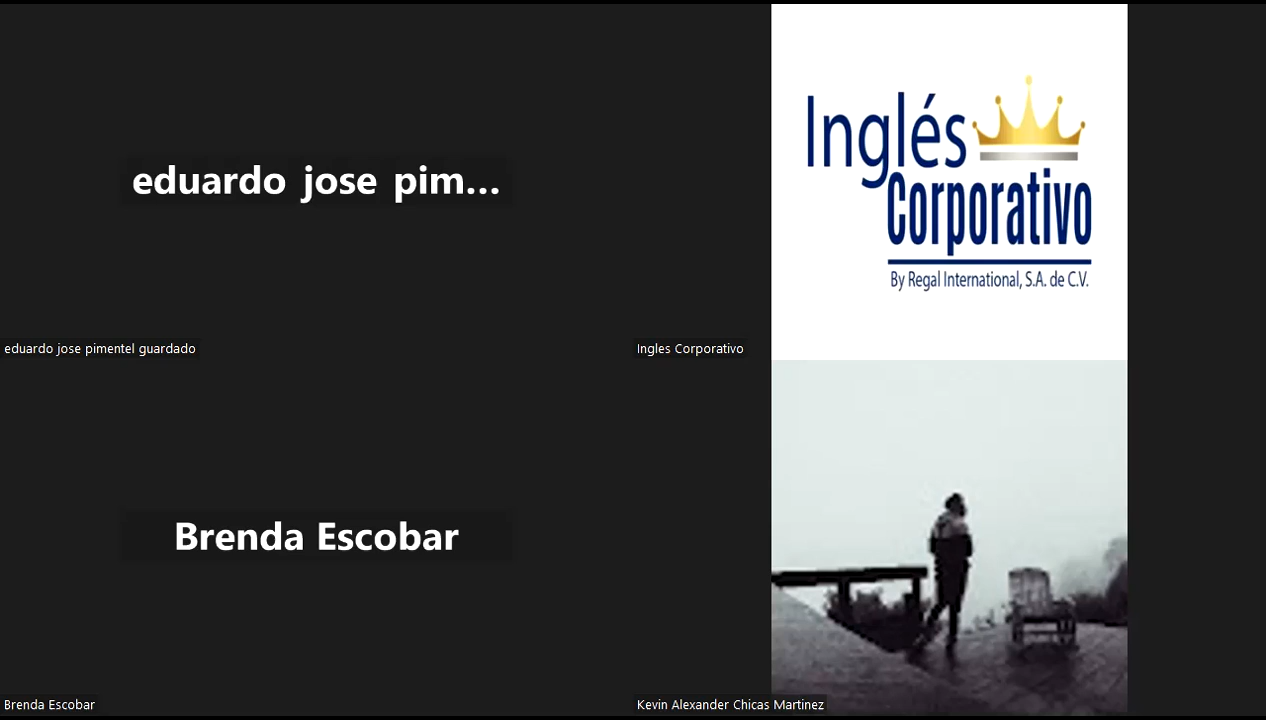 eduardo jose pim...
eduardo jose pimentel guardado
Inglés
Corporativo
By Regal International, S.A. de C.V.
Ingles Corporativo
Brenda Escobar
Brenda Escobar
Kevin Alexander Chicas Martinez